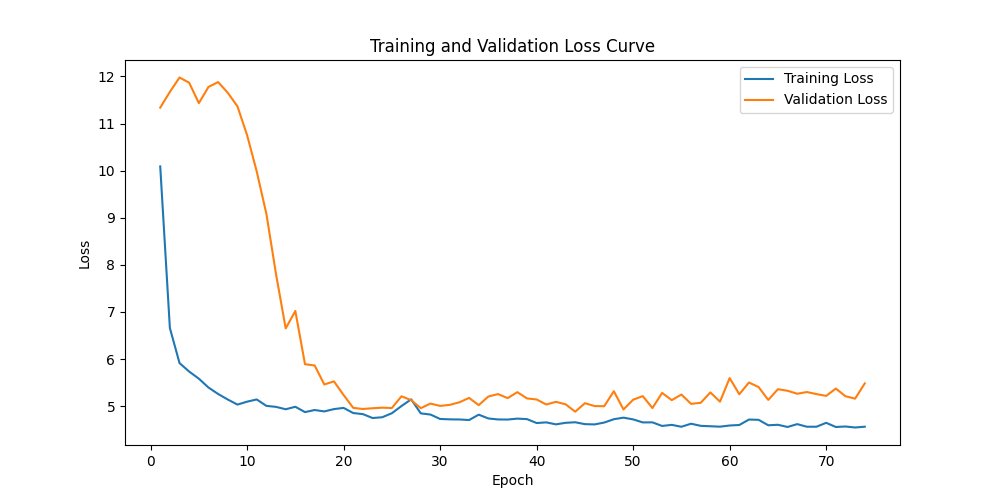 Training and Validation Loss Curve
Training Loss
Validation Loss
12
11
10
9
8
7
6
5
Loss
0 10 20 30 40 50 60 70
Epoch